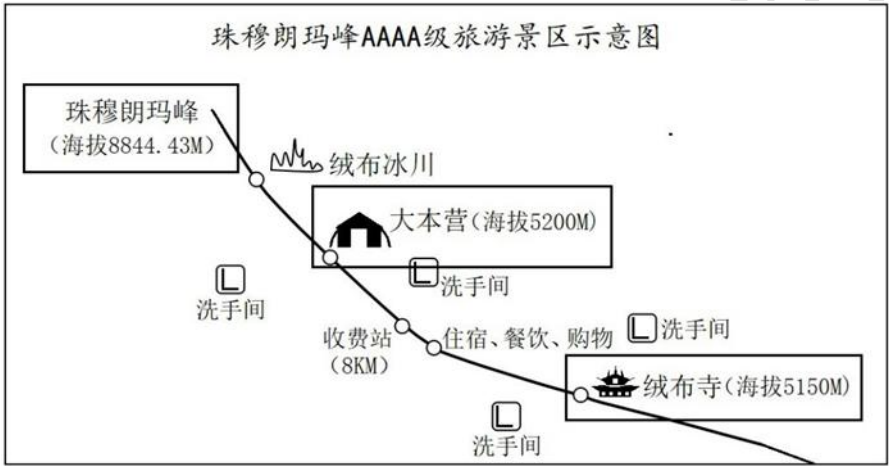 珠穆朗玛峰AAAA级旅游景区示意图
珠穆朗玛峰
(海拔8844.43M)
绒布冰川
大本营(海拔5200M)
L
洗手间
L
洗手间
收费站
(8KM)
住宿、餐饮、购物
L
洗手间
绒布寺(海拔5150M)
L
洗手间